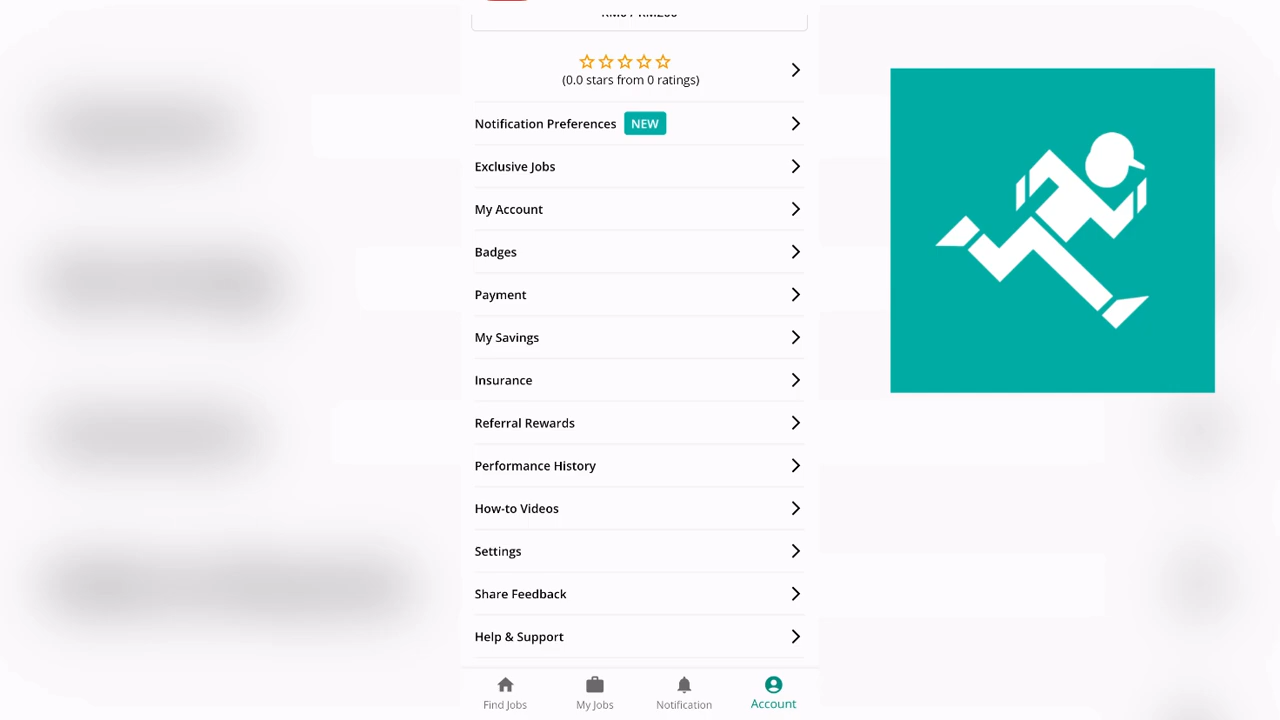 (0.0 stars from 0 ratings)
Notification Preferences NEW
Exclusive Jobs
My Account
Badges
Payment
My Savings
Insurance
Referral Rewards
Performance History
How-to Videos
Settings
Share Feedback
Help & Support
Find Jobs
My Jobs
Notification
Account